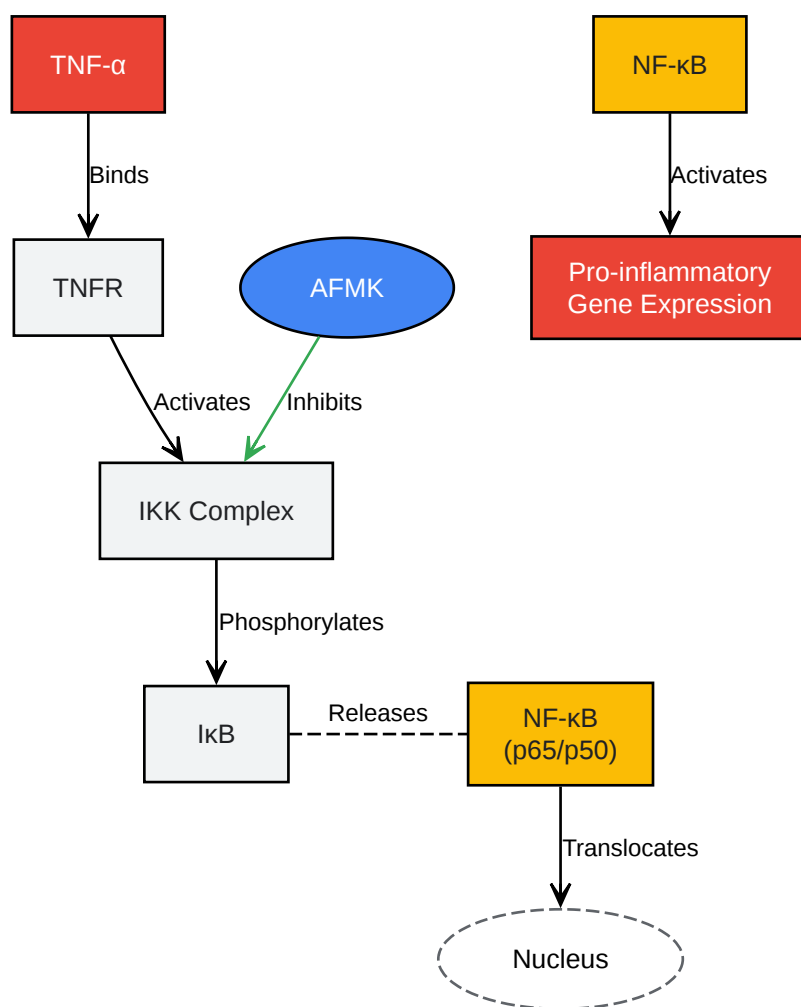 TNF-α
NF-κB
Binds
Activates
TNFR
AFMK
Pro-inflammatory
Gene Expression
Activates
Inhibits
IKK Complex
Phosphorylates
IκB
Releases
NF-κB
(p65/p50)
Translocates
Nucleus